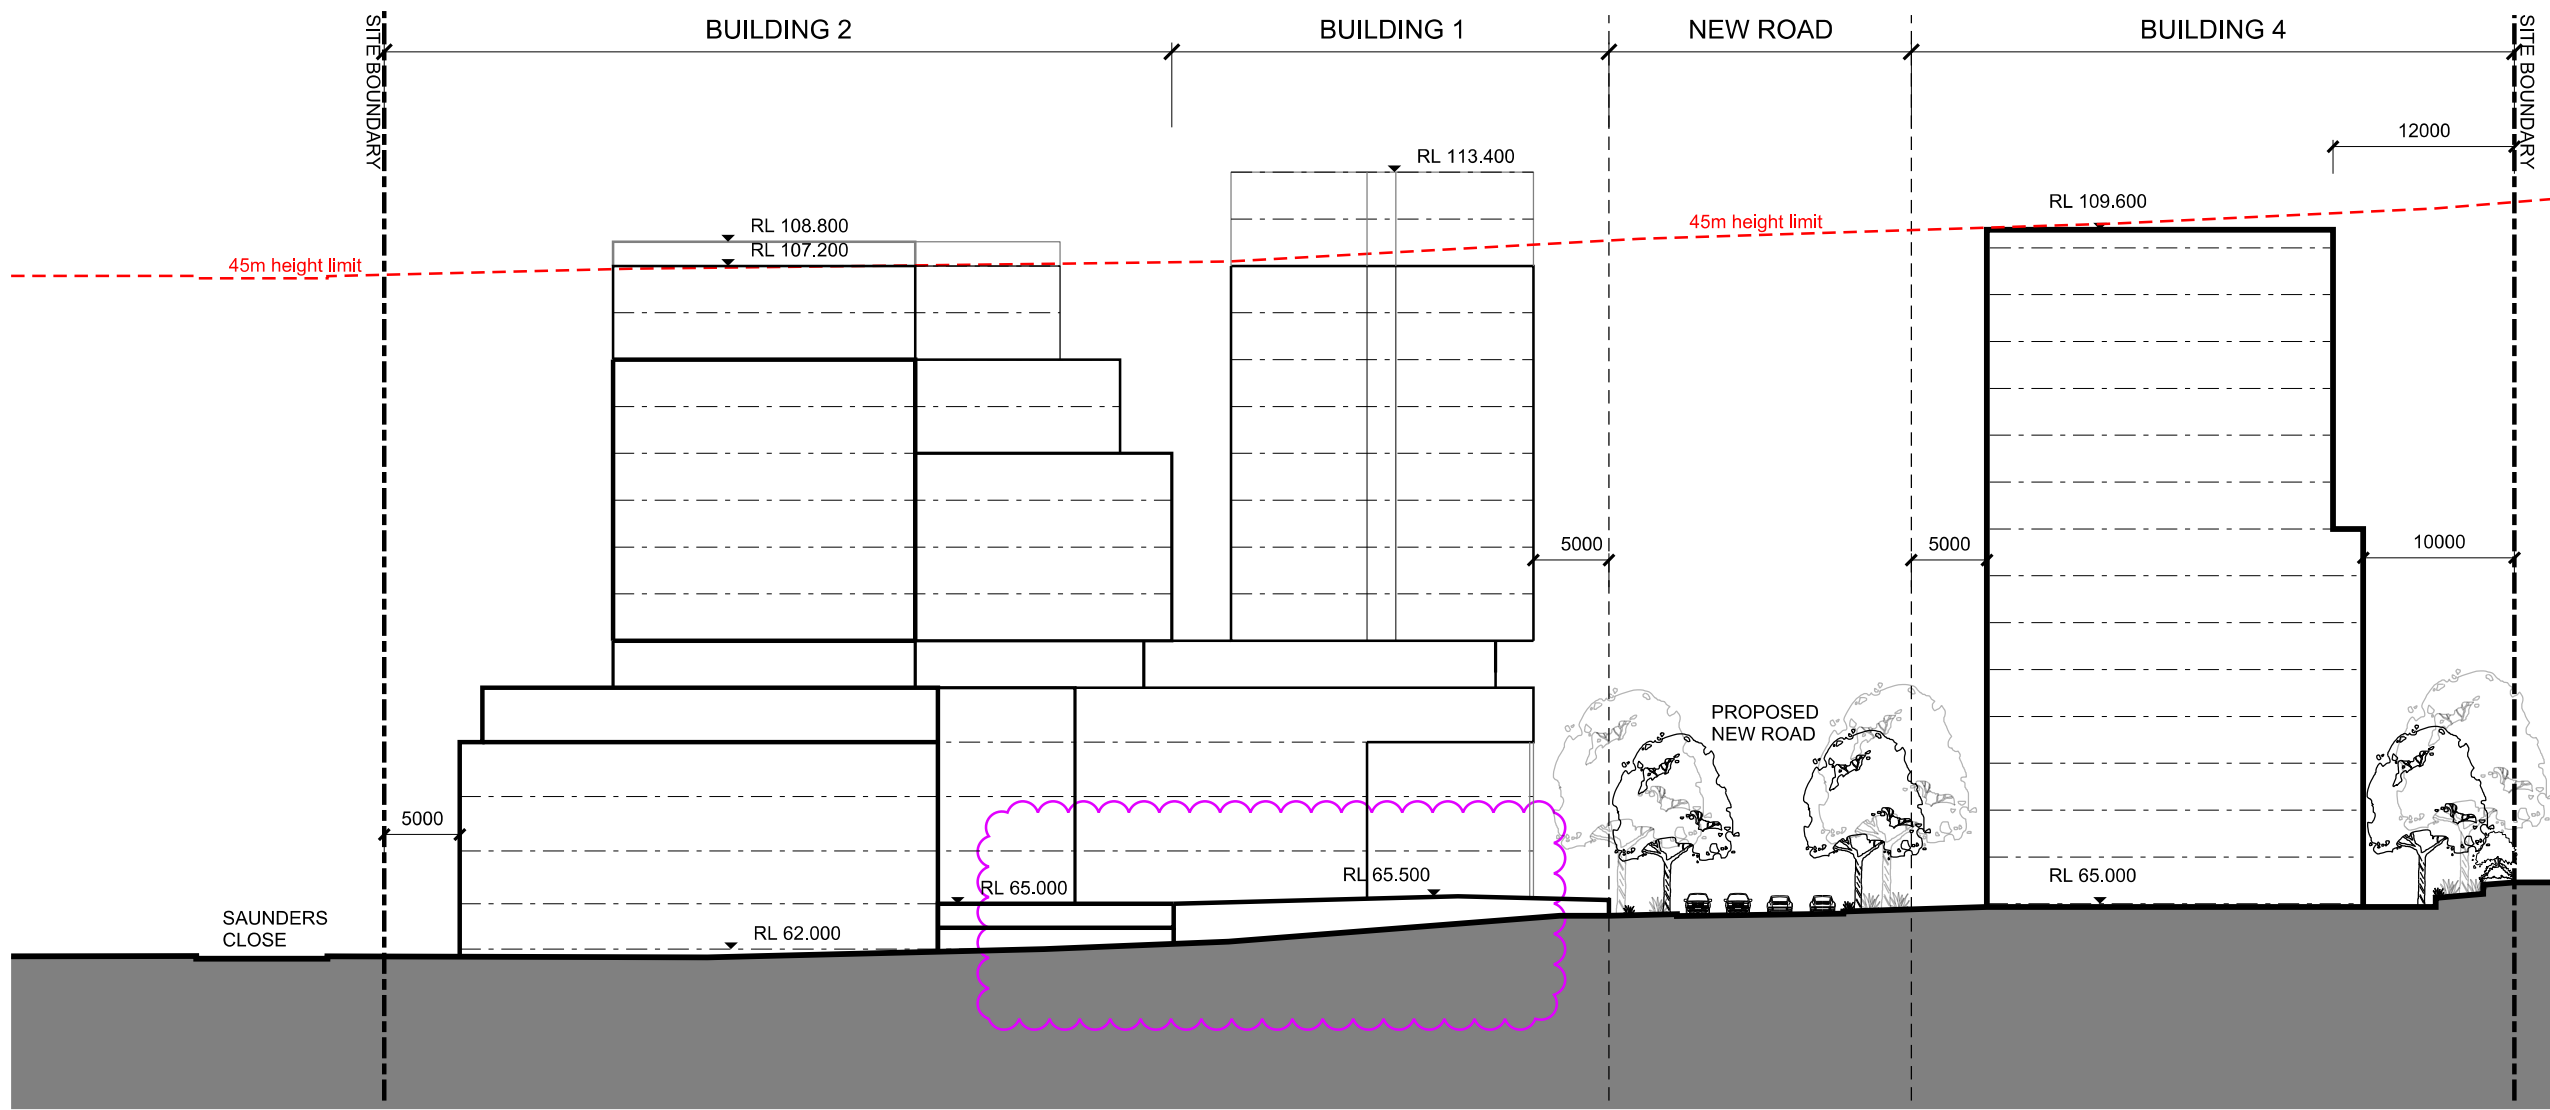 SITE BOUNDARY
BUILDING 2
BUILDING 1
NEW ROAD
BUILDING 4
SITE BOUNDARY
12000
RL 113.400
RL 109.600
RL 108.800
45m height limit
RL 107.200
45m height limit
5000
5000
10000
PROPOSED
NEW ROAD
5000
RL 65.000
RL 65.500
RL 65.000
SAUNDERS
CLOSE
RL 62.000